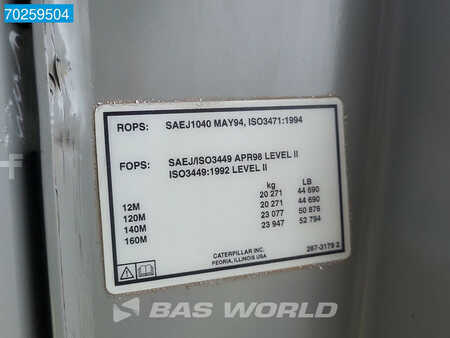 70259504
ROPS: SAEJ1040 MAY94, ISO3471:1994
FOPS: SAEJ/ISO3449 APR98 LEVEL II
ISO3449:1992 LEVEL II
kg LB
12M 20 271 44 690
120M 20 271 44 690
140M 23 077 50 876
160M 23 947 52 794
CATERPILLAR INC.
PEORIA, ILLINOIS USA
267-3179 2
BAS WORLD